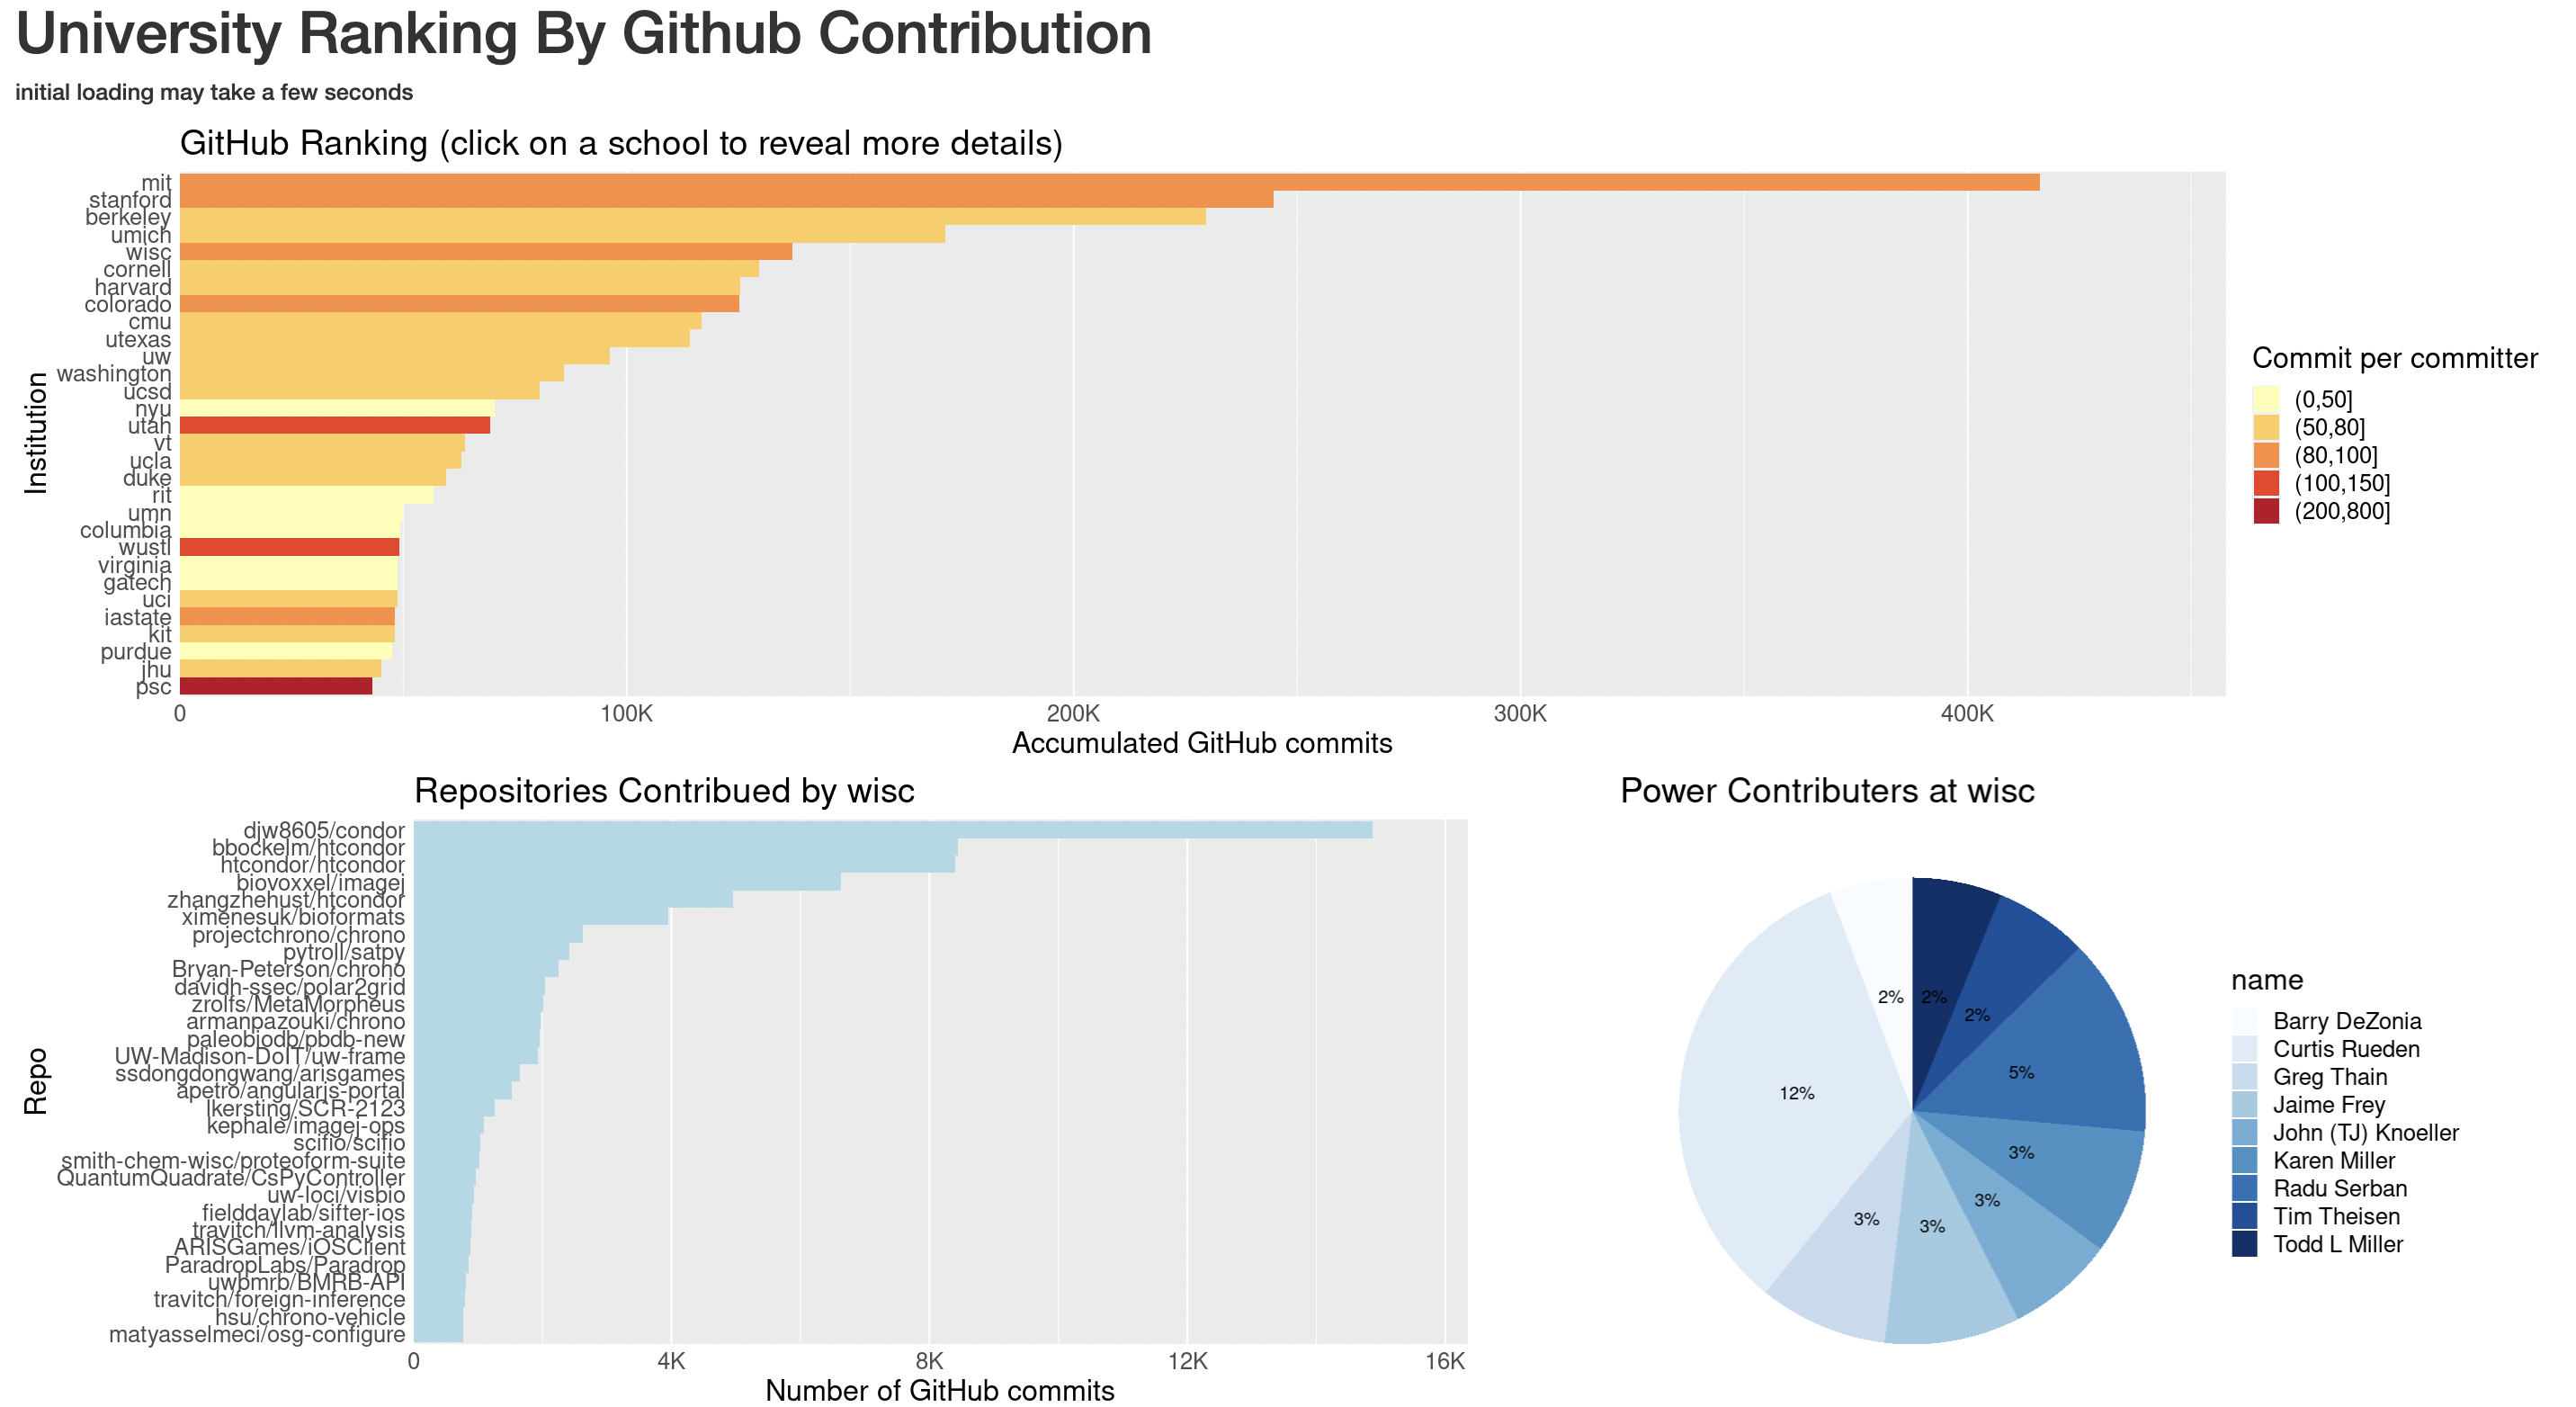 University Ranking By Github Contribution
initial loading may take a few seconds
GitHub Ranking (click on a school to reveal more details)
Institution
mit
stanford
berkeley
umich
wisc
cornell
harvard
colorado
cmu
utexas
uw
washington
ucsd
nyu
utah
vt
ucla
duke
rit
umn
columbia
wustl
virginia
gatech
uci
iastate
kit
purdue
jhu
psc
0 100K 200K 300K 400K
Accumulated GitHub commits
Commit per committer
(0,50]
(50,80]
(80,100]
(100,150]
(200,800]
Repositories Contribued by wisc
Repo
djw8605/condor
bbockelm/htcondor
htcondor/htcondor
biovoxxel/imagej
zhangzhehust/htcondor
ximenesuk/bioformats
projectchrono/chrono
pytroll/satpy
Bryan-Peterson/chrono
davidh-ssec/polar2grid
zrolfs/MetaMorpheus
armanpazouki/chrono
paleobiodb/pbdb-new
UW-Madison-DoIT/uw-frame
ssdongdongwang/arisgames
apetro/angularjs-portal
lkersting/SCR-2123
kephale/imagej-ops
scifio/scifio
smith-chem-wisc/proteoform-suite
QuantumQuadrate/CsPyController
uw-loci/visbio
fielddaylab/sifter-ios
travitch/llvm-analysis
ARISGames/iOSClient
ParadropLabs/Paradrop
uwbmrb/BMRB-API
travitch/foreign-inference
hsu/chrono-vehicle
matyasselmeci/osg-configure
0 4K 8K 12K 16K
Number of GitHub commits
Power Contributers at wisc
2% 2%
2%
5%
12%
3%
3%
3%
3%
name
Barry DeZonia
Curtis Rueden
Greg Thain
Jaime Frey
John (TJ) Knoeller
Karen Miller
Radu Serban
Tim Theisen
Todd L Miller